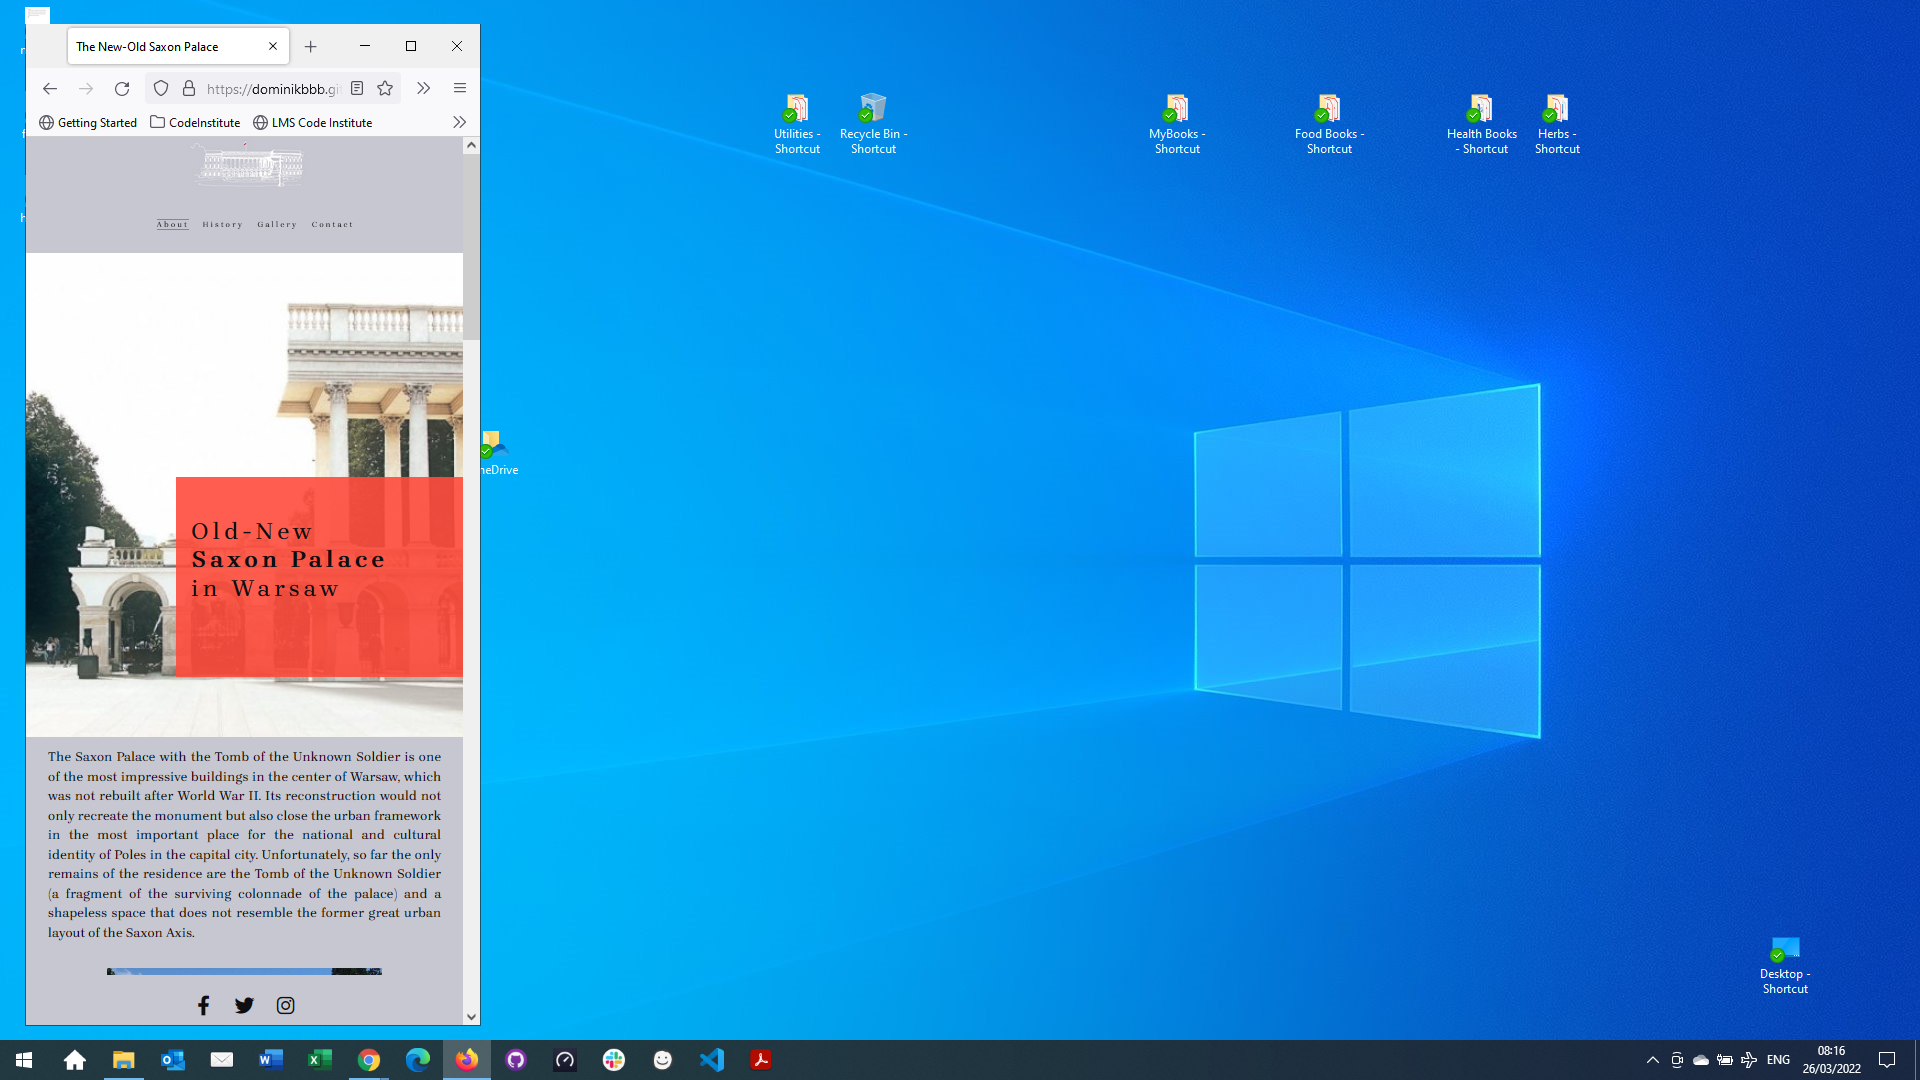 The New-Old Saxon Palace
https://dominikbbb.gi
Getting Started
CodeInstitute
LMS Code Institute
About
History
Gallery
Contact
Old-New
Saxon Palace
in Warsaw
The Saxon Palace with the Tomb of the Unknown Soldier is one
of the most impressive buildings in the center of Warsaw, which
was not rebuilt after World War II. Its reconstruction would not
only recreate the monument but also close the urban framework
in the most important place for the national and cultural
identity of Poles in the capital city. Unfortunately, so far the only
remains of the residence are the Tomb of the Unknown Soldier
(a fragment of the surviving colonnade of the palace) and a
shapeless space that does not resemble the former great urban
layout of the Saxon Axis.
Utilities -
Shortcut
Recycle Bin -
Shortcut
MyBooks -
Shortcut
Food Books -
Shortcut
Health Books
- Shortcut
Herbs -
Shortcut
neDrive
Desktop -
Shortcut
ENG
08:16
26/03/2022